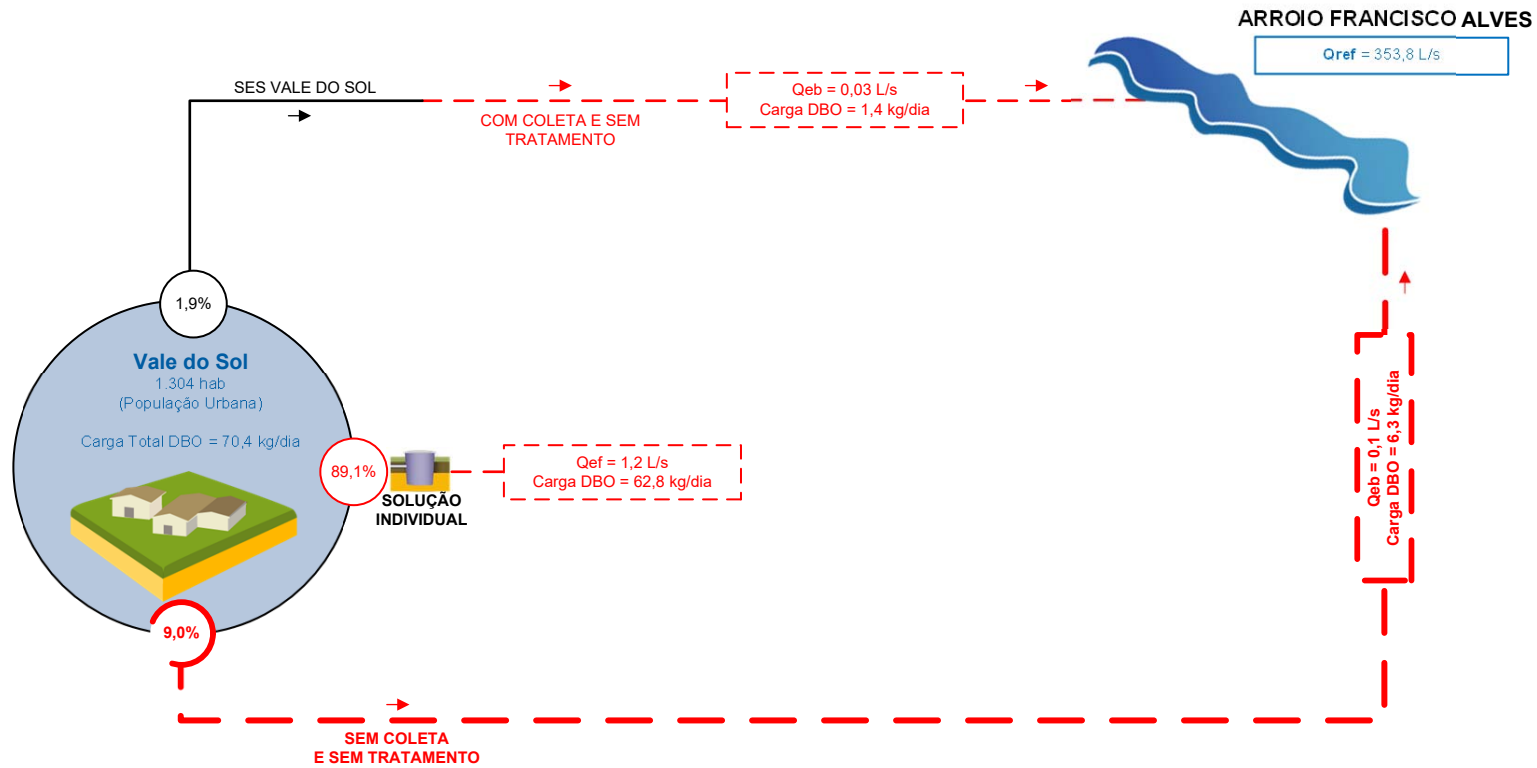 ARROIO FRANCISCO ALVES
Qref = 353,8 L/s
SES VALE DO SOL
COM COLETA E SEM
TRATAMENTO
Qeb = 0,03 L/s
Carga DBO = 1,4 kg/dia
1,9%
Vale do Sol
1.304 hab
(População Urbana)
Carga Total DBO = 70,4 kg/dia
89,1%
SOLUÇÃO
INDIVIDUAL
Qef = 1,2 L/s
Carga DBO = 62,8 kg/dia
Qeb = 0,1 L/s
Carga DBO = 6,3 kg/dia
9,0%
SEM COLETA
E SEM TRATAMENTO